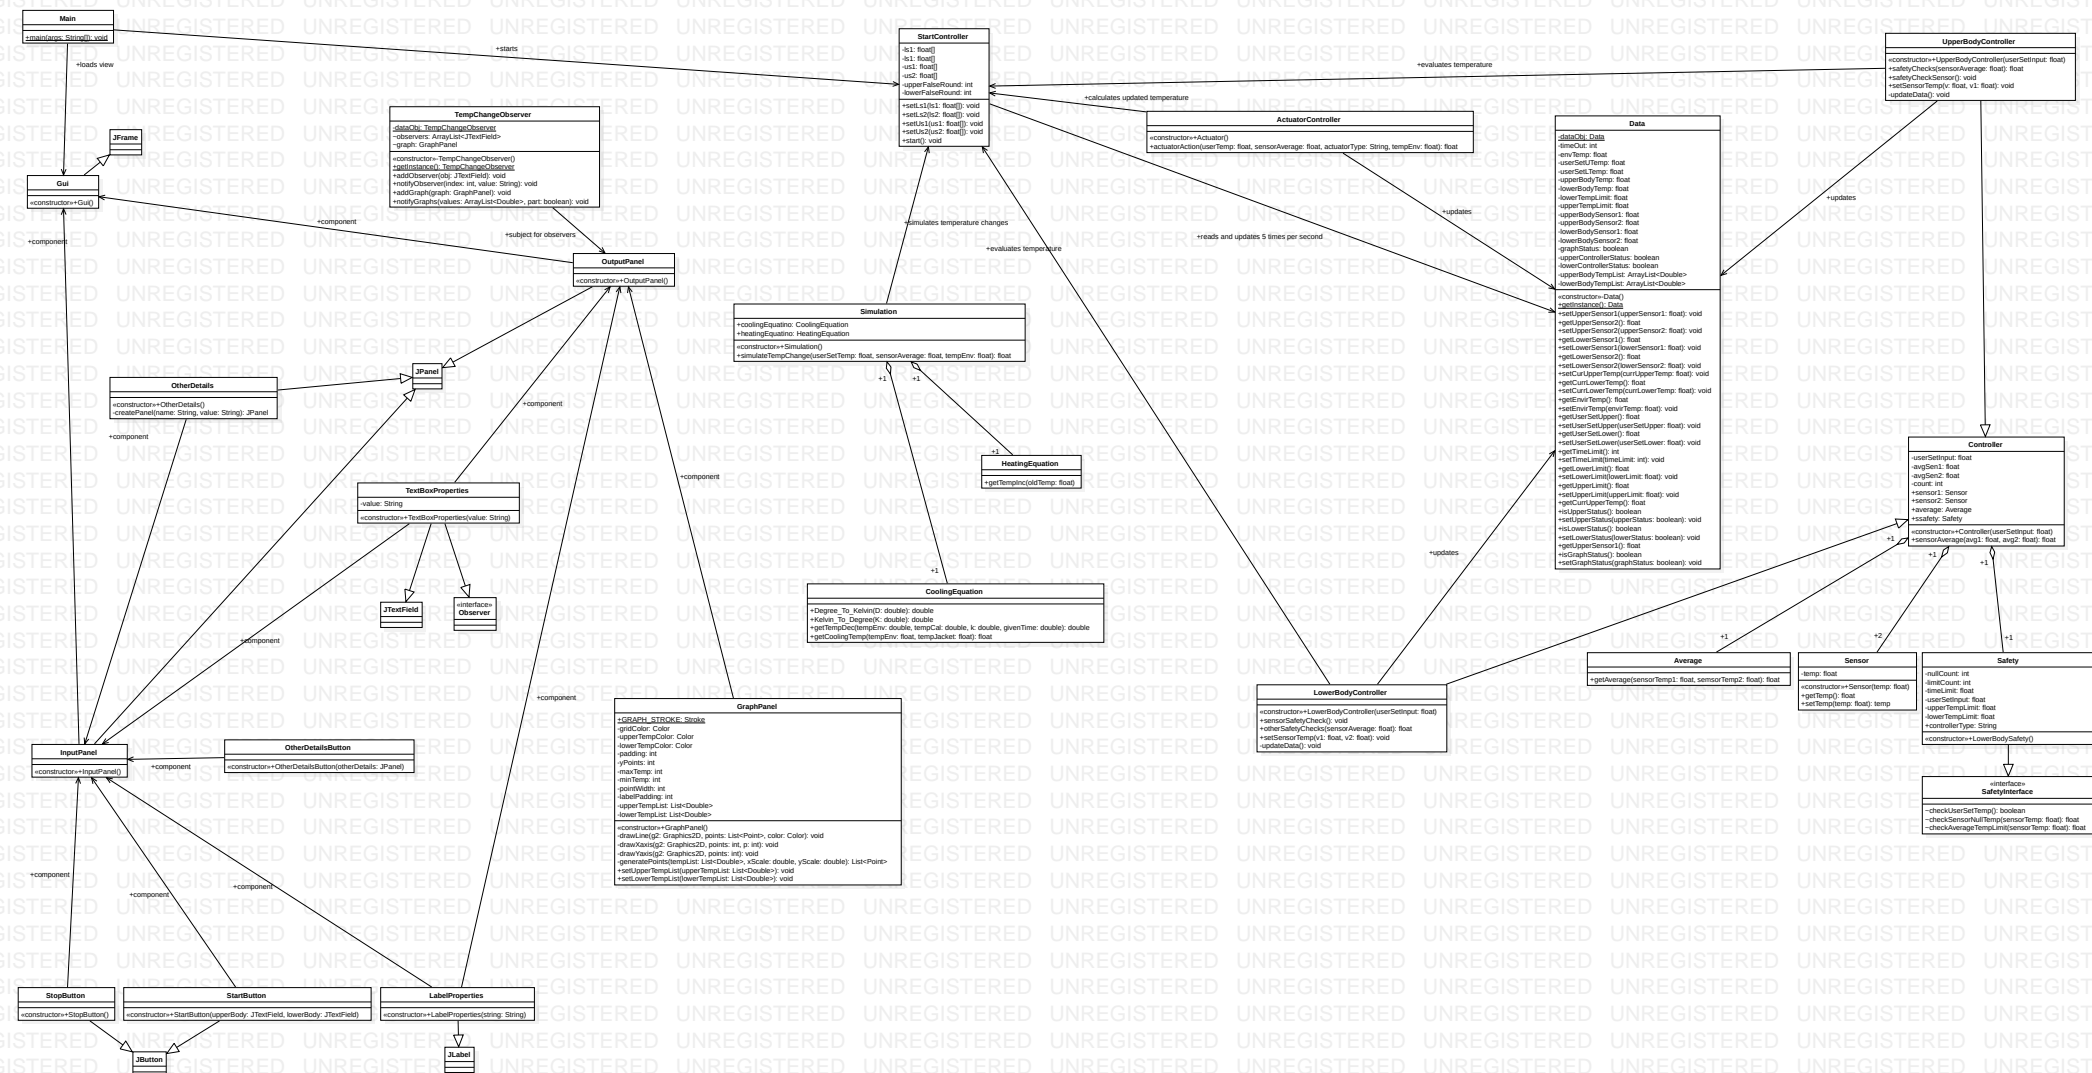 Main
+main(args: String[]): void
+loads view
+starts
JFrame
Gui
«constructor»+Gui()
+component
TempChangeObserver
-dataObj: TempChangeObserver
~observers: ArrayList<JTextField>
~graph: GraphPanel
«constructor»-TempChangeObserver()
+getInstance(): TempChangeObserver
+addObserver(obj: JTextField): void
+notifyObserver(index: int, value: String): void
+addGraph(graph: GraphPanel): void
+notifyGraphs(values: ArrayList<Double>, part: boolean): void
+component
+subject for observers
OutputPanel
«constructor»+OutputPanel()
JPanel
OtherDetails
«constructor»+OtherDetails()
-createPanel(name: String, value: String): JPanel
+component
+component
TextBoxProperties
-value: String
«constructor»+TextBoxProperties(value: String)
+component
JTextField
«interface»
Observer
+component
+component
InputPanel
«constructor»+InputPanel()
+component
OtherDetailsButton
«constructor»+OtherDetailsButton(otherDetails: JPanel)
GraphPanel
+GRAPH_STROKE: Stroke
-gridColor: Color
-upperTempColor: Color
-lowerTempColor: Color
-padding: int
-yPoints: int
-maxTemp: int
-minTemp: int
-pointWidth: int
-labelPadding: int
-upperTempList: List<Double>
-lowerTempList: List<Double>
«constructor»+GraphPanel()
-drawLine(g2: Graphics2D, points: List<Point>, color: Color): void
-drawXaxis(g2: Graphics2D, points: int, p: int): void
-drawYaxis(g2: Graphics2D, points: int): void
-generatePoints(tempList: List<Double>, xScale: double, yScale: double): List<Point>
+setUpperTempList(upperTempList: List<Double>): void
+setLowerTempList(lowerTempList: List<Double>): void
+component
+component
+component
StopButton
«constructor»+StopButton()
StartButton
«constructor»+StartButton(upperBody: JTextField, lowerBody: JTextField)
LabelProperties
«constructor»+LabelProperties(string: String)
JButton
JLabel
StartController
-ls1: float[]
-ls1: float[]
-us1: float[]
-us2: float[]
-upperFalseRound: int
-lowerFalseRound: int
+setLs1(ls1: float[]): void
+setLs2(ls2: float[]): void
+setUs1(us1: float[]): void
+setUs2(us2: float[]): void
+start(): void
+simulates temperature changes
+evaluates temperature
Simulation
+coolingEquatino: CoolingEquation
+heatingEquatino: HeatingEquation
«constructor»+Simulation()
+simulateTempChange(userSetTemp: float, sensorAverage: float, tempEnv: float): float
+1
+1
+1
HeatingEquation
+getTempInc(oldTemp: float)
+1
CoolingEquation
+Degree_To_Kelvin(D: double): double
+Kelvin_To_Degree(K: double): double
+getTempDec(tempEnv: double, tempCal: double, k: double, givenTime: double): double
+getCoolingTemp(tempEnv: float, tempJacket: float): float
+evaluates temperature
+calculates updated temperature
ActuatorController
«constructor»+Actuator()
+actuatorAction(userTemp: float, sensorAverage: float, actuatorType: String, tempEnv: float): float
+updates
+reads and updates 5 times per second
Data
-dataObj: Data
-timeOut: int
-envTemp: float
-userSetUTemp: float
-userSetLTemp: float
-upperBodyTemp: float
-lowerBodyTemp: float
-lowerTempLimit: float
-upperTempLimit: float
-upperBodySensor1: float
-upperBodySensor2: float
-lowerBodySensor1: float
-lowerBodySensor2: float
-graphStatus: boolean
-upperControllerStatus: boolean
-lowerControllerStatus: boolean
-upperBodyTempList: ArrayList<Double>
-lowerBodyTempList: ArrayList<Double>
«constructor»-Data()
+getInstance(): Data
+setUpperSensor1(upperSensor1: float): void
+getUpperSensor2(): float
+setUpperSensor2(upperSensor2: float): void
+getLowerSensor1(): float
+setLowerSensor1(lowerSensor1: float): void
+getLowerSensor2(): float
+setLowerSensor2(lowerSensor2: float): void
+setCurUpperTemp(currUpperTemp: float): void
+getCurrLowerTemp(): float
+setCurrLowerTemp(currLowerTemp: float): void
+getEnvirTemp(): float
+setEnvirTemp(envirTemp: float): void
+getUserSetUpper(): float
+setUserSetUpper(userSetUpper: float): void
+getUserSetLower(): float
+setUserSetLower(userSetLower: float): void
+getTimeLimit(): int
+setTimeLimit(timeLimit: int): void
+getLowerLimit(): float
+setLowerLimit(lowerLimit: float): void
+getUpperLimit(): float
+setUpperLimit(upperLimit: float): void
+getCurrUpperTemp(): float
+isUpperStatus(): boolean
+setUpperStatus(upperStatus: boolean): void
+isLowerStatus(): boolean
+setLowerStatus(lowerStatus: boolean): void
+getUpperSensor1(): float
+isGraphStatus(): boolean
+setGraphStatus(graphStatus: boolean): void
+updates
LowerBodyController
«constructor»+LowerBodyController(userSetInput: float)
+sensorSafetyCheck(): void
+otherSafetyChecks(sensorAverage: float): float
+setSensorTemp(v1: float, v2: float): void
-updateData(): void
UpperBodyController
«constructor»+UpperBodyController(userSetInput: float)
+safetyChecks(sensorAverage: float): float
+safetyCheckSensor(): void
+setSensorTemp(v: float, v1: float): void
-updateData(): void
+updates
Controller
-userSetInput: float
-avgSen1: float
-avgSen2: float
-count: int
+sensor1: Sensor
+sensor2: Sensor
+average: Average
+ssafety: Safety
«constructor»+Controller(userSetInput: float)
+sensorAverage(avg1: float, avg2: float): float
+1
+1
+1
+1
+2
+1
Average
+getAverage(sensorTemp1: float, semsorTemp2: float): float
Sensor
-temp: float
«constructor»+Sensor(temp: float)
+getTemp(): float
+setTemp(temp: float): temp
Safety
-nullCount: int
-limitCount: int
-timeLimit: float
-userSetInput: float
-upperTempLimit: float
-lowerTempLimit: float
+controllerType: String
«constructor»+LowerBodySafety()
«interface»
SafetyInterface
~checkUserSetTemp(): boolean
~checkSensorNullTemp(sensorTemp: float): float
~checkAverageTempLimit(sensorTemp: float): float
UNREGISTERED